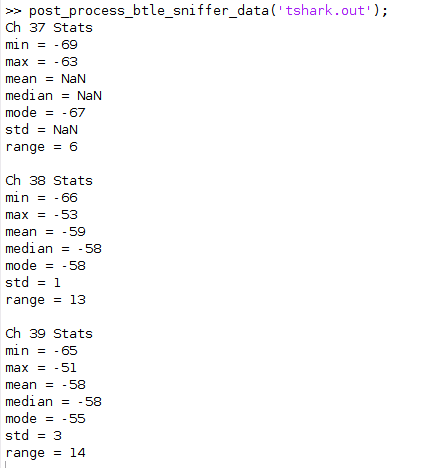 >> post_process_btle_sniffer_data('tshark.out');
Ch 37 Stats
min = -69
max = -63
mean = NaN
median = NaN
mode = -67
std = NaN
range = 6
Ch 38 Stats
min = -66
max = -53
mean = -59
median = -58
mode = -58
std = 1
range = 13
Ch 39 Stats
min = -65
max = -51
mean = -58
median = -58
mode = -55
std = 3
range = 14